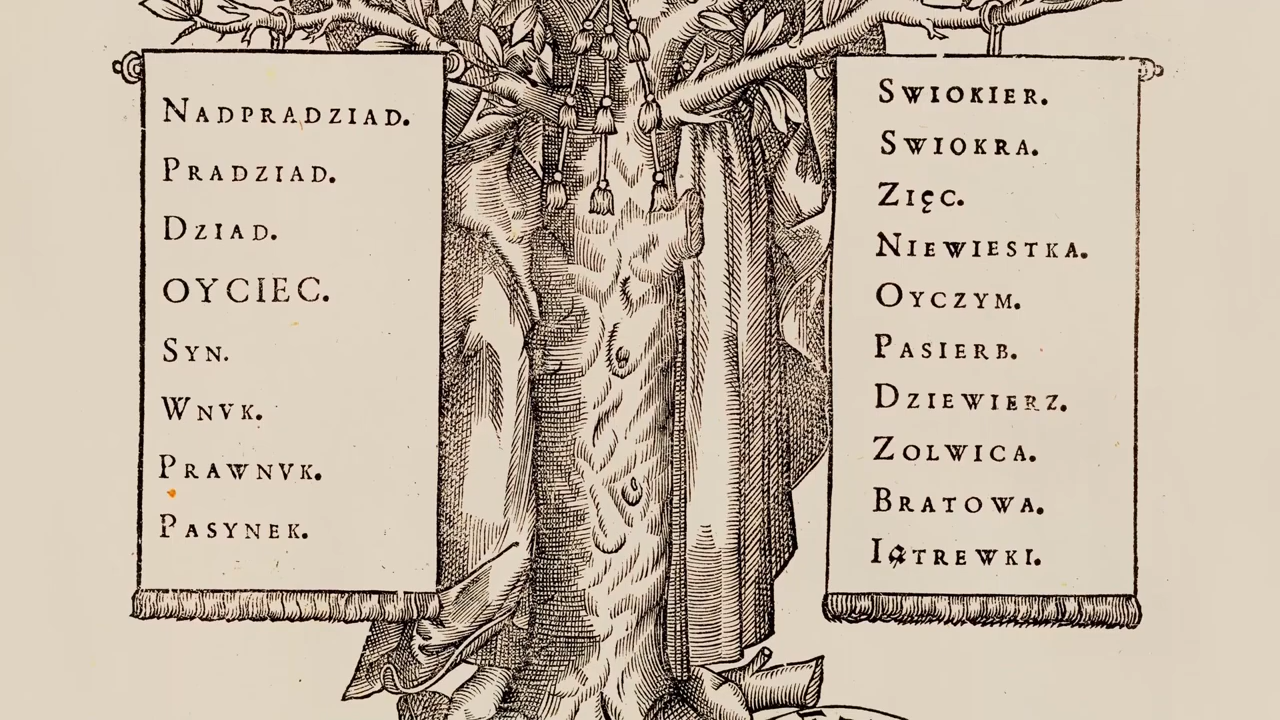 NADPRADZIAD.
PRADZIAD.
DZIAD.
OYCIEC.
SYN.
WNVK.
PRAWNVK.
PASYNEK.
SWIOKIER.
SWIOKRA.
ZIęC.
NIEWIESTKA.
OYCZYM.
PASIERB.
DZIEWIERZ.
ZOLWICA.
BRATOWA.
IąTREWKI.